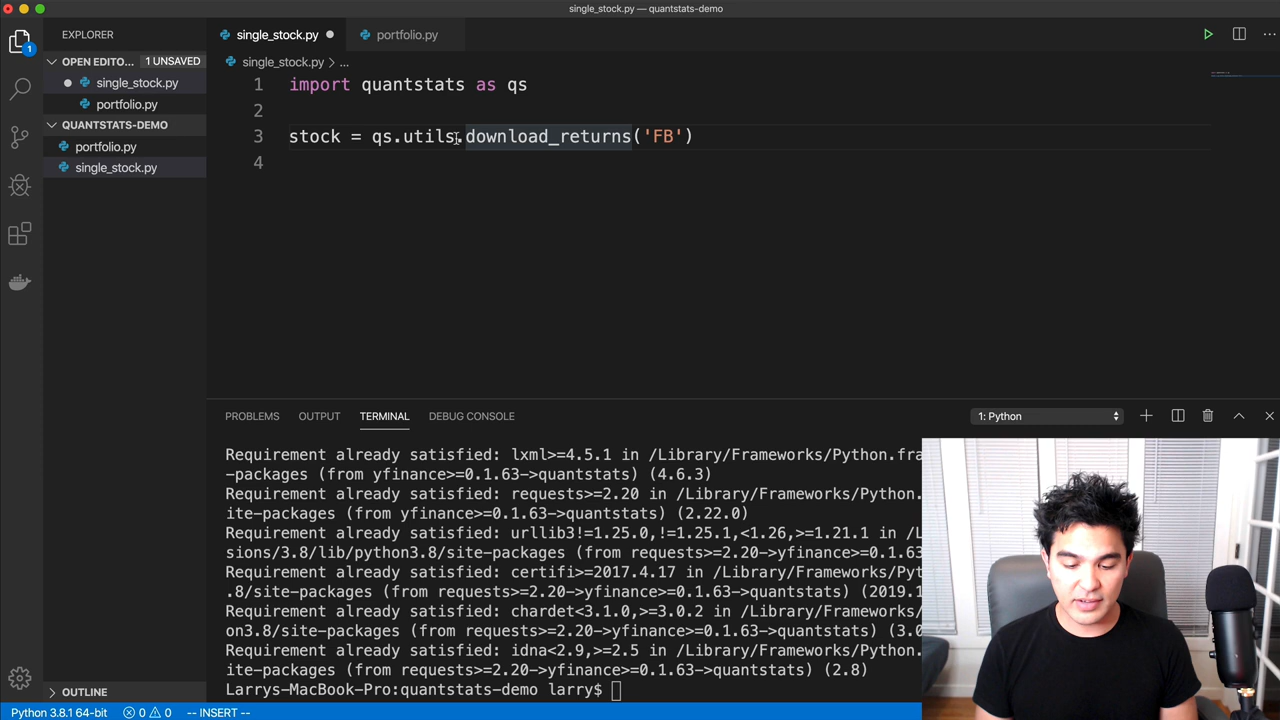 single_stock.py — quantstats-demo
EXPLORER
single_stock.py
portfolio.py
OPEN EDITO...
1 UNSAVED
single_stock.py > ...
single_stock.py
portfolio.py
QUANTSTATS-DEMO
portfolio.py
single_stock.py
1
1 import quantstats as qs
2
3 stock = qs.utils.download_returns('FB')
4
PROBLEMS OUTPUT TERMINAL DEBUG CONSOLE
1: Python
Requirement already satisfied: lxml>=4.5.1 in /Library/Frameworks/Python.fra
-packages (from yfinance>=0.1.63->quantstats) (4.6.3)
Requirement already satisfied: requests>=2.20 in /Library/Frameworks/Python.
ite-packages (from yfinance>=0.1.63->quantstats) (2.22.0)
Requirement already satisfied: urllib3!=1.25.0,!=1.25.1,<1.26,>=1.21.1 in /L
sions/3.8/lib/python3.8/site-packages (from requests>=2.20->yfinance>=0.1.63
Requirement already satisfied: certifi>=2017.4.17 in /Library/Frameworks/Pyt
.8/site-packages (from requests>=2.20->yfinance>=0.1.63->quantstats) (2019.1
Requirement already satisfied: chardet<3.1.0,>=3.0.2 in /Library/Frameworks/
on3.8/site-packages (from requests>=2.20->yfinance>=0.1.63->quantstats) (3.0
Requirement already satisfied: idna<2.9,>=2.5 in /Library/Frameworks/Python.
ite-packages (from requests>=2.20->yfinance>=0.1.63->quantstats) (2.8)
Larrys-MacBook-Pro:quantstats-demo larry$
OUTLINE
Python 3.8.1 64-bit
0
0
-- INSERT --